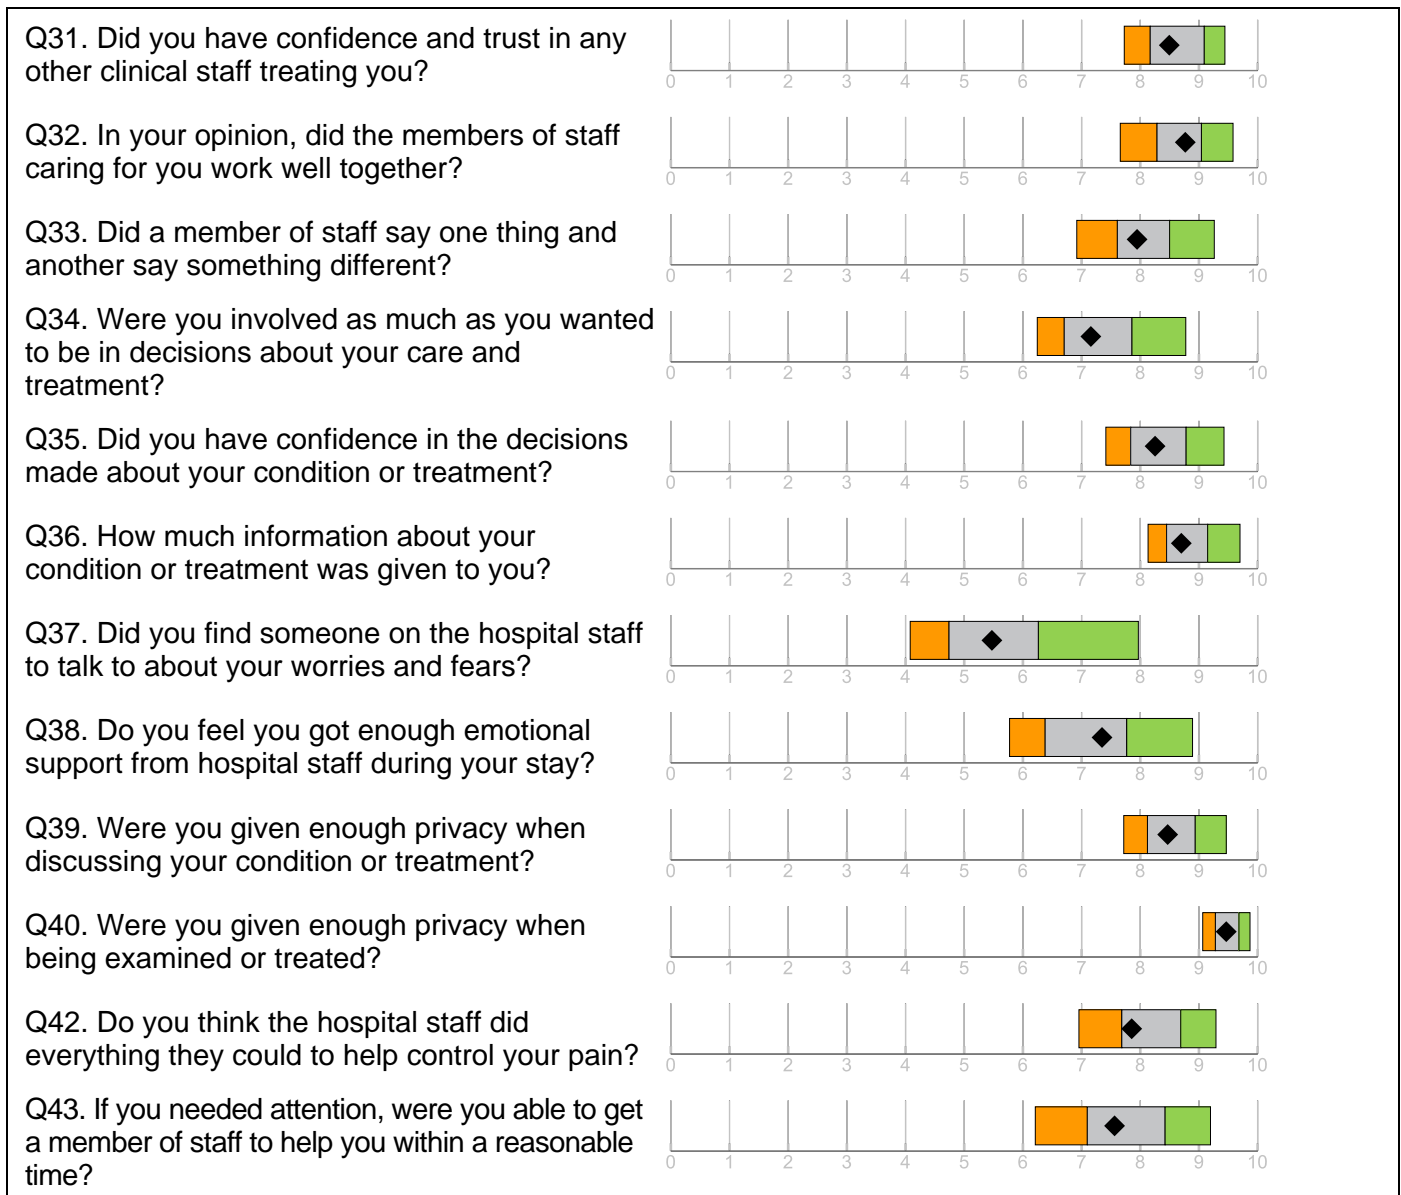 Q31. Did you have confidence and trust in any
other clinical staff treating you?
0 1 2 3 4 5 6 7 8 9 10
Q32. In your opinion, did the members of staff
caring for you work well together?
0 1 2 3 4 5 6 7 8 9 10
Q33. Did a member of staff say one thing and
another say something different?
0 1 2 3 4 5 6 7 8 9 10
Q34. Were you involved as much as you wanted
to be in decisions about your care and
treatment?
0 1 2 3 4 5 6 7 8 9 10
Q35. Did you have confidence in the decisions
made about your condition or treatment?
0 1 2 3 4 5 6 7 8 9 10
Q36. How much information about your
condition or treatment was given to you?
0 1 2 3 4 5 6 7 8 9 10
Q37. Did you find someone on the hospital staff
to talk to about your worries and fears?
0 1 2 3 4 5 6 7 8 9 10
Q38. Do you feel you got enough emotional
support from hospital staff during your stay?
0 1 2 3 4 5 6 7 8 9 10
Q39. Were you given enough privacy when
discussing your condition or treatment?
0 1 2 3 4 5 6 7 8 9 10
Q40. Were you given enough privacy when
being examined or treated?
0 1 2 3 4 5 6 7 8 9 10
Q42. Do you think the hospital staff did
everything they could to help control your pain?
0 1 2 3 4 5 6 7 8 9 10
Q43. If you needed attention, were you able to get
a member of staff to help you within a reasonable
time?
0 1 2 3 4 5 6 7 8 9 10